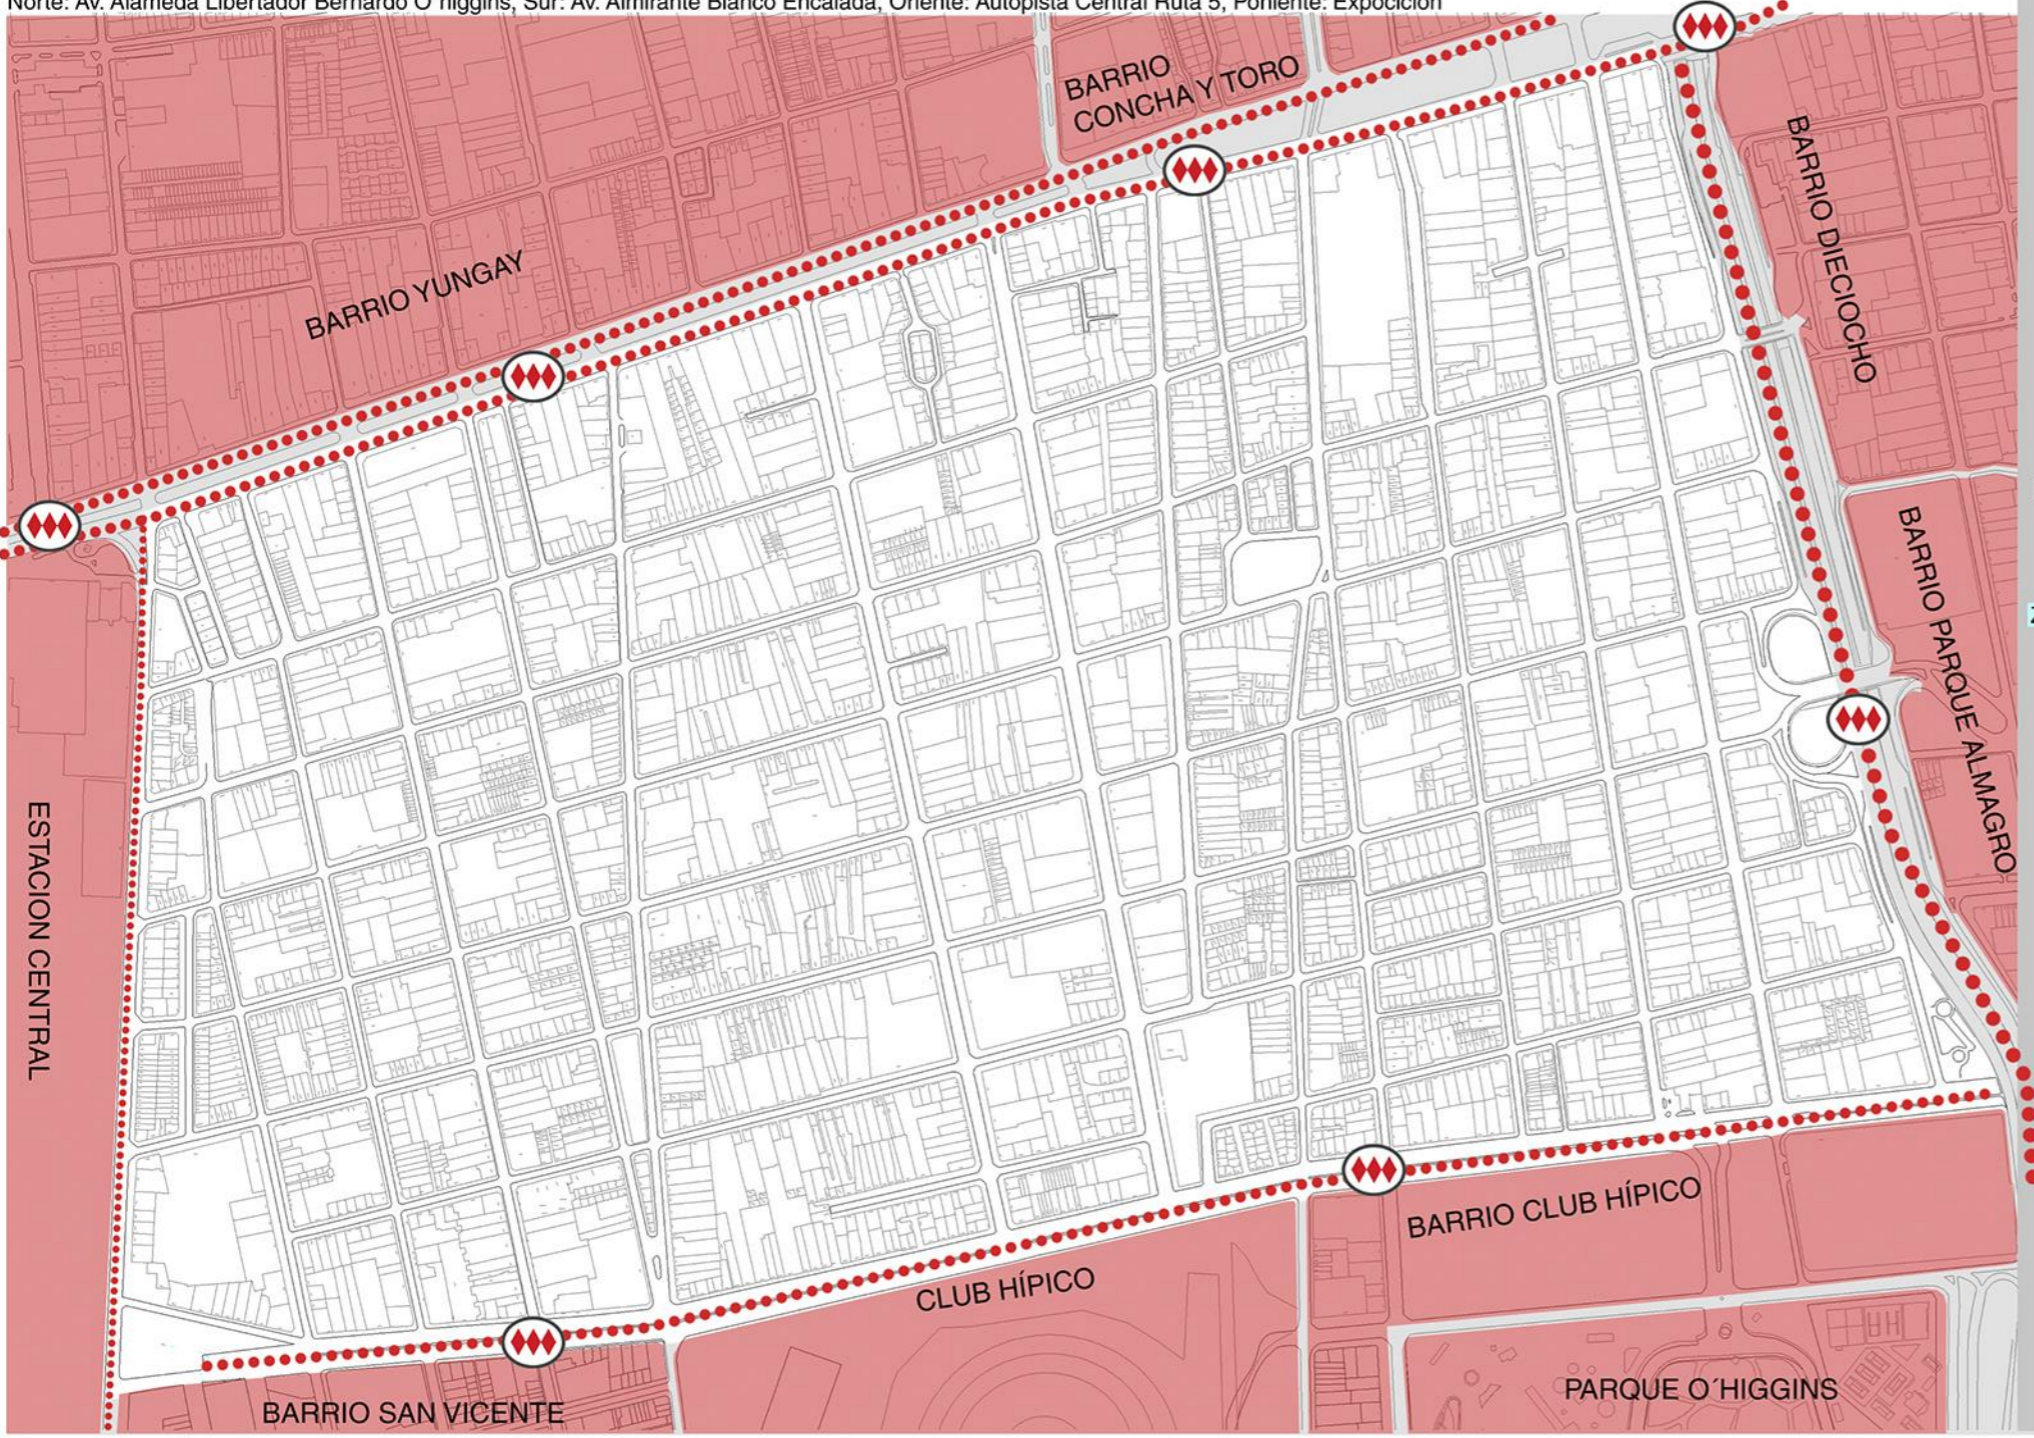 Norte: Av. Alameda Libertador Bernardo O´higgins, Sur: Av. Almirante Blanco Encalada, Oriente: Autopista Central Ruta 5, Poniente: Expocición
BARRIO
CONCHA Y TORO
BARRIO DIECIOCHO
BARRIO YUNGAY
BARRIO PARQUE ALMAGRO
ESTACION CENTRAL
BARRIO CLUB HÍPICO
CLUB HÍPICO
PARQUE O´HIGGINS
BARRIO SAN VICENTE